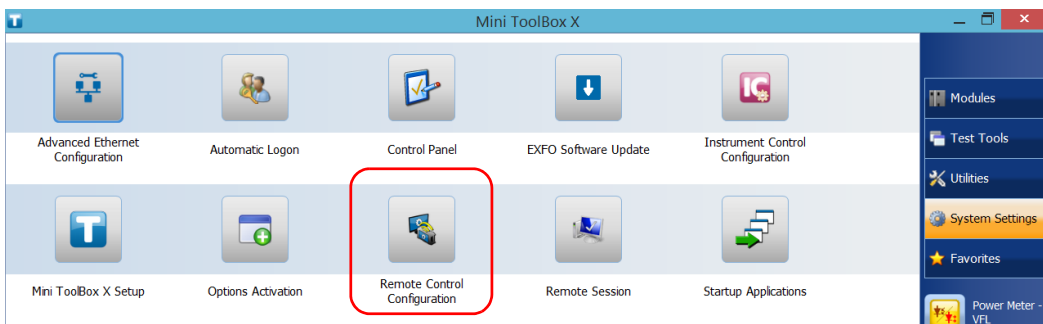 Mini ToolBox X
Advanced Ethernet
Configuration
Automatic Logon
Control Panel
EXFO Software Update
Instrument Control
Configuration
Mini ToolBox X Setup
Options Activation
Remote Control
Configuration
Remote Session
Startup Applications
Modules
Test Tools
Utilities
System Settings
Favorites
Power Meter -
VFL